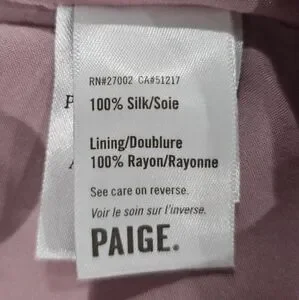 RN#27002 CA#51217
100% Silk/Soie
Lining/Doublure
100% Rayon/Rayonne
See care on reverse.
Voir le soin sur l'inverse.
PAIGE.